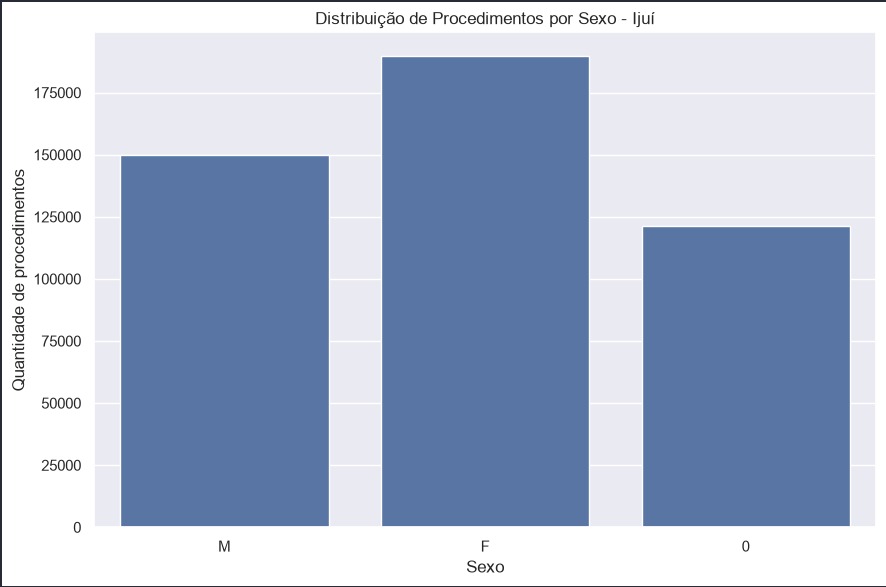 Distribuição de Procedimentos por Sexo - Ijuí
Quantidade de procedimentos
175000
150000
125000
100000
75000
50000
25000
0
M F 0
Sexo